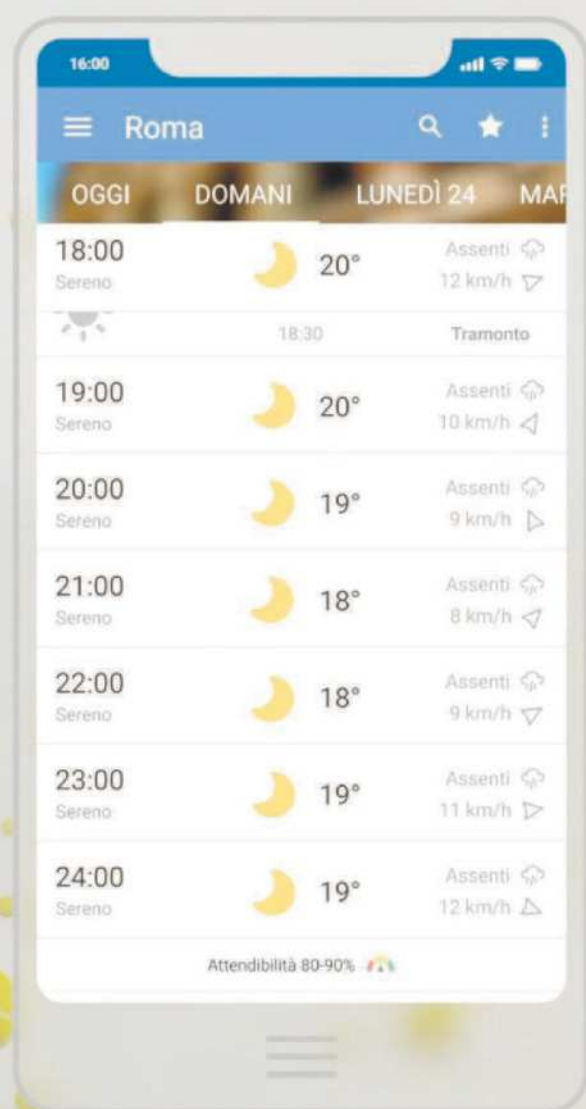 16:00
Roma
OGGI DOMANI LUNEDÌ 24 MAR
18:00 20° Assenti
Sereno 12 km/h
18:30 Tramonto
19:00 20° Assenti
Sereno 10 km/h
20:00 19° Assenti
Sereno 9 km/h
21:00 18° Assenti
Sereno 8 km/h
22:00 18° Assenti
Sereno 9 km/h
23:00 19° Assenti
Sereno 11 km/h
24:00 19° Assenti
Sereno 12 km/h
Attendibilità 80-90%